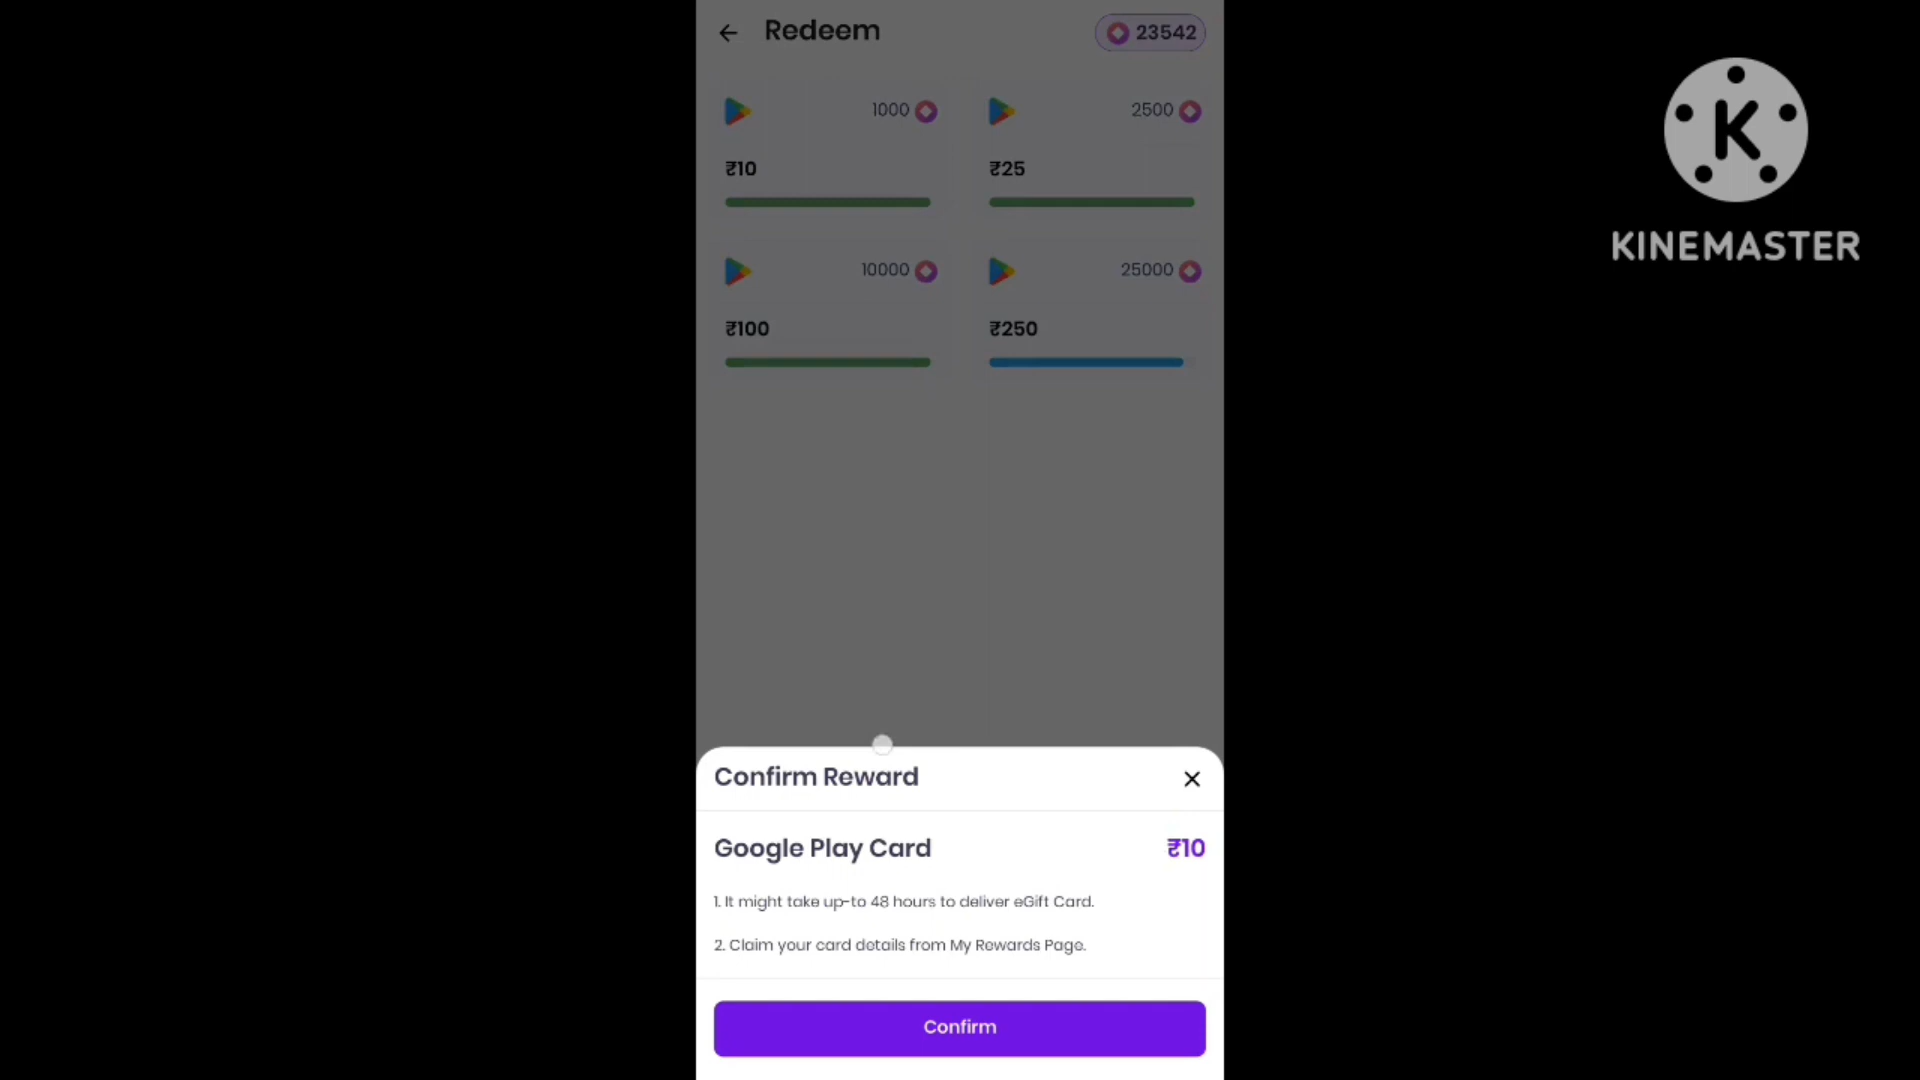 Redeem
23542
1000
2500
₹10
₹25
10000
25000
₹100
₹250
KINEMASTER
Confirm Reward
Google Play Card
₹10
1. It might take up-to 48 hours to deliver eGift Card.
2. Claim your card details from My Rewards Page.
Confirm